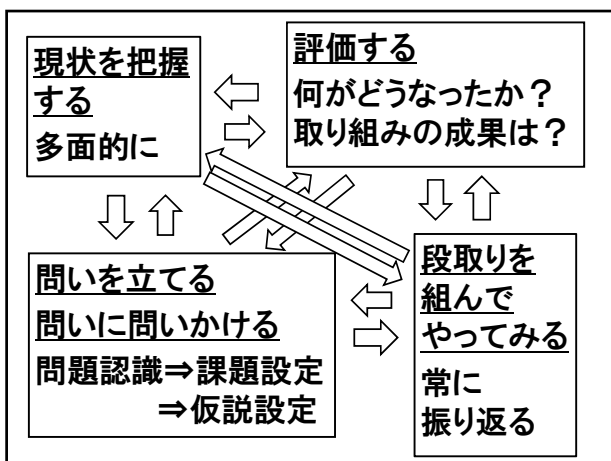 現状を把握
する
多面的に
評価する
何がどうなったか？
取り組みの成果は？
問いを立てる
問いに問いかける
問題認識⇒課題設定
⇒仮説設定
段取りを
組んで
やってみる
常に
振り返る